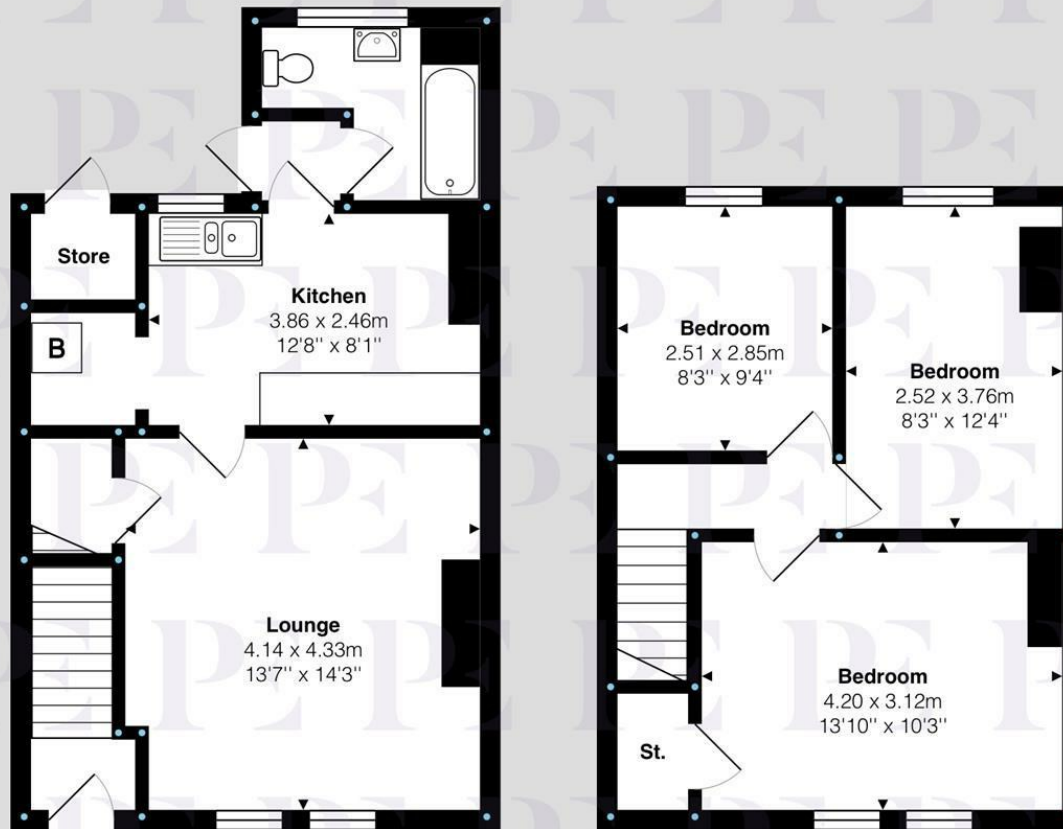 Store
Kitchen
3.86 x 2.46m
12'8'' x 8'1''
B
Lounge
4.14 x 4.33m
13'7'' x 14'3''
Bedroom
2.51 x 2.85m
8'3'' x 9'4''
Bedroom
2.52 x 3.76m
8'3'' x 12'4''
Bedroom
4.20 x 3.12m
13'10'' x 10'3''
St.